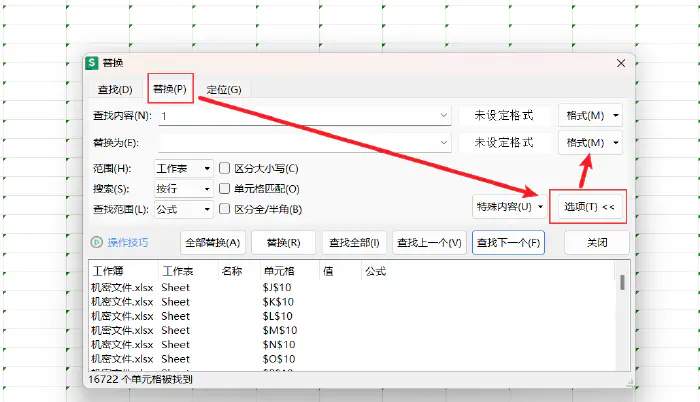 S 替换
查找(D) 替换(P) 定位(G)
查找内容(N): 1 未设定格式 格式(M)
替换为(E): 未设定格式 格式(M)
范围(H): 工作表 区分大小写(C)
搜索(S): 按行 单元格匹配(O)
查找范围(L): 公式 区分全/半角(B) 特殊内容(U) 选项(T) <<
操作技巧 全部替换(A) 替换(R) 查找全部(I) 查找上一个(V) 查找下一个(F) 关闭
工作簿 工作表 名称 单元格 值 公式
机密文件.xlsx Sheet $J$10
机密文件.xlsx Sheet $K$10
机密文件.xlsx Sheet $L$10
机密文件.xlsx Sheet $M$10
机密文件.xlsx Sheet $N$10
机密文件.xlsx Sheet $O$10
16722 个单元格被找到